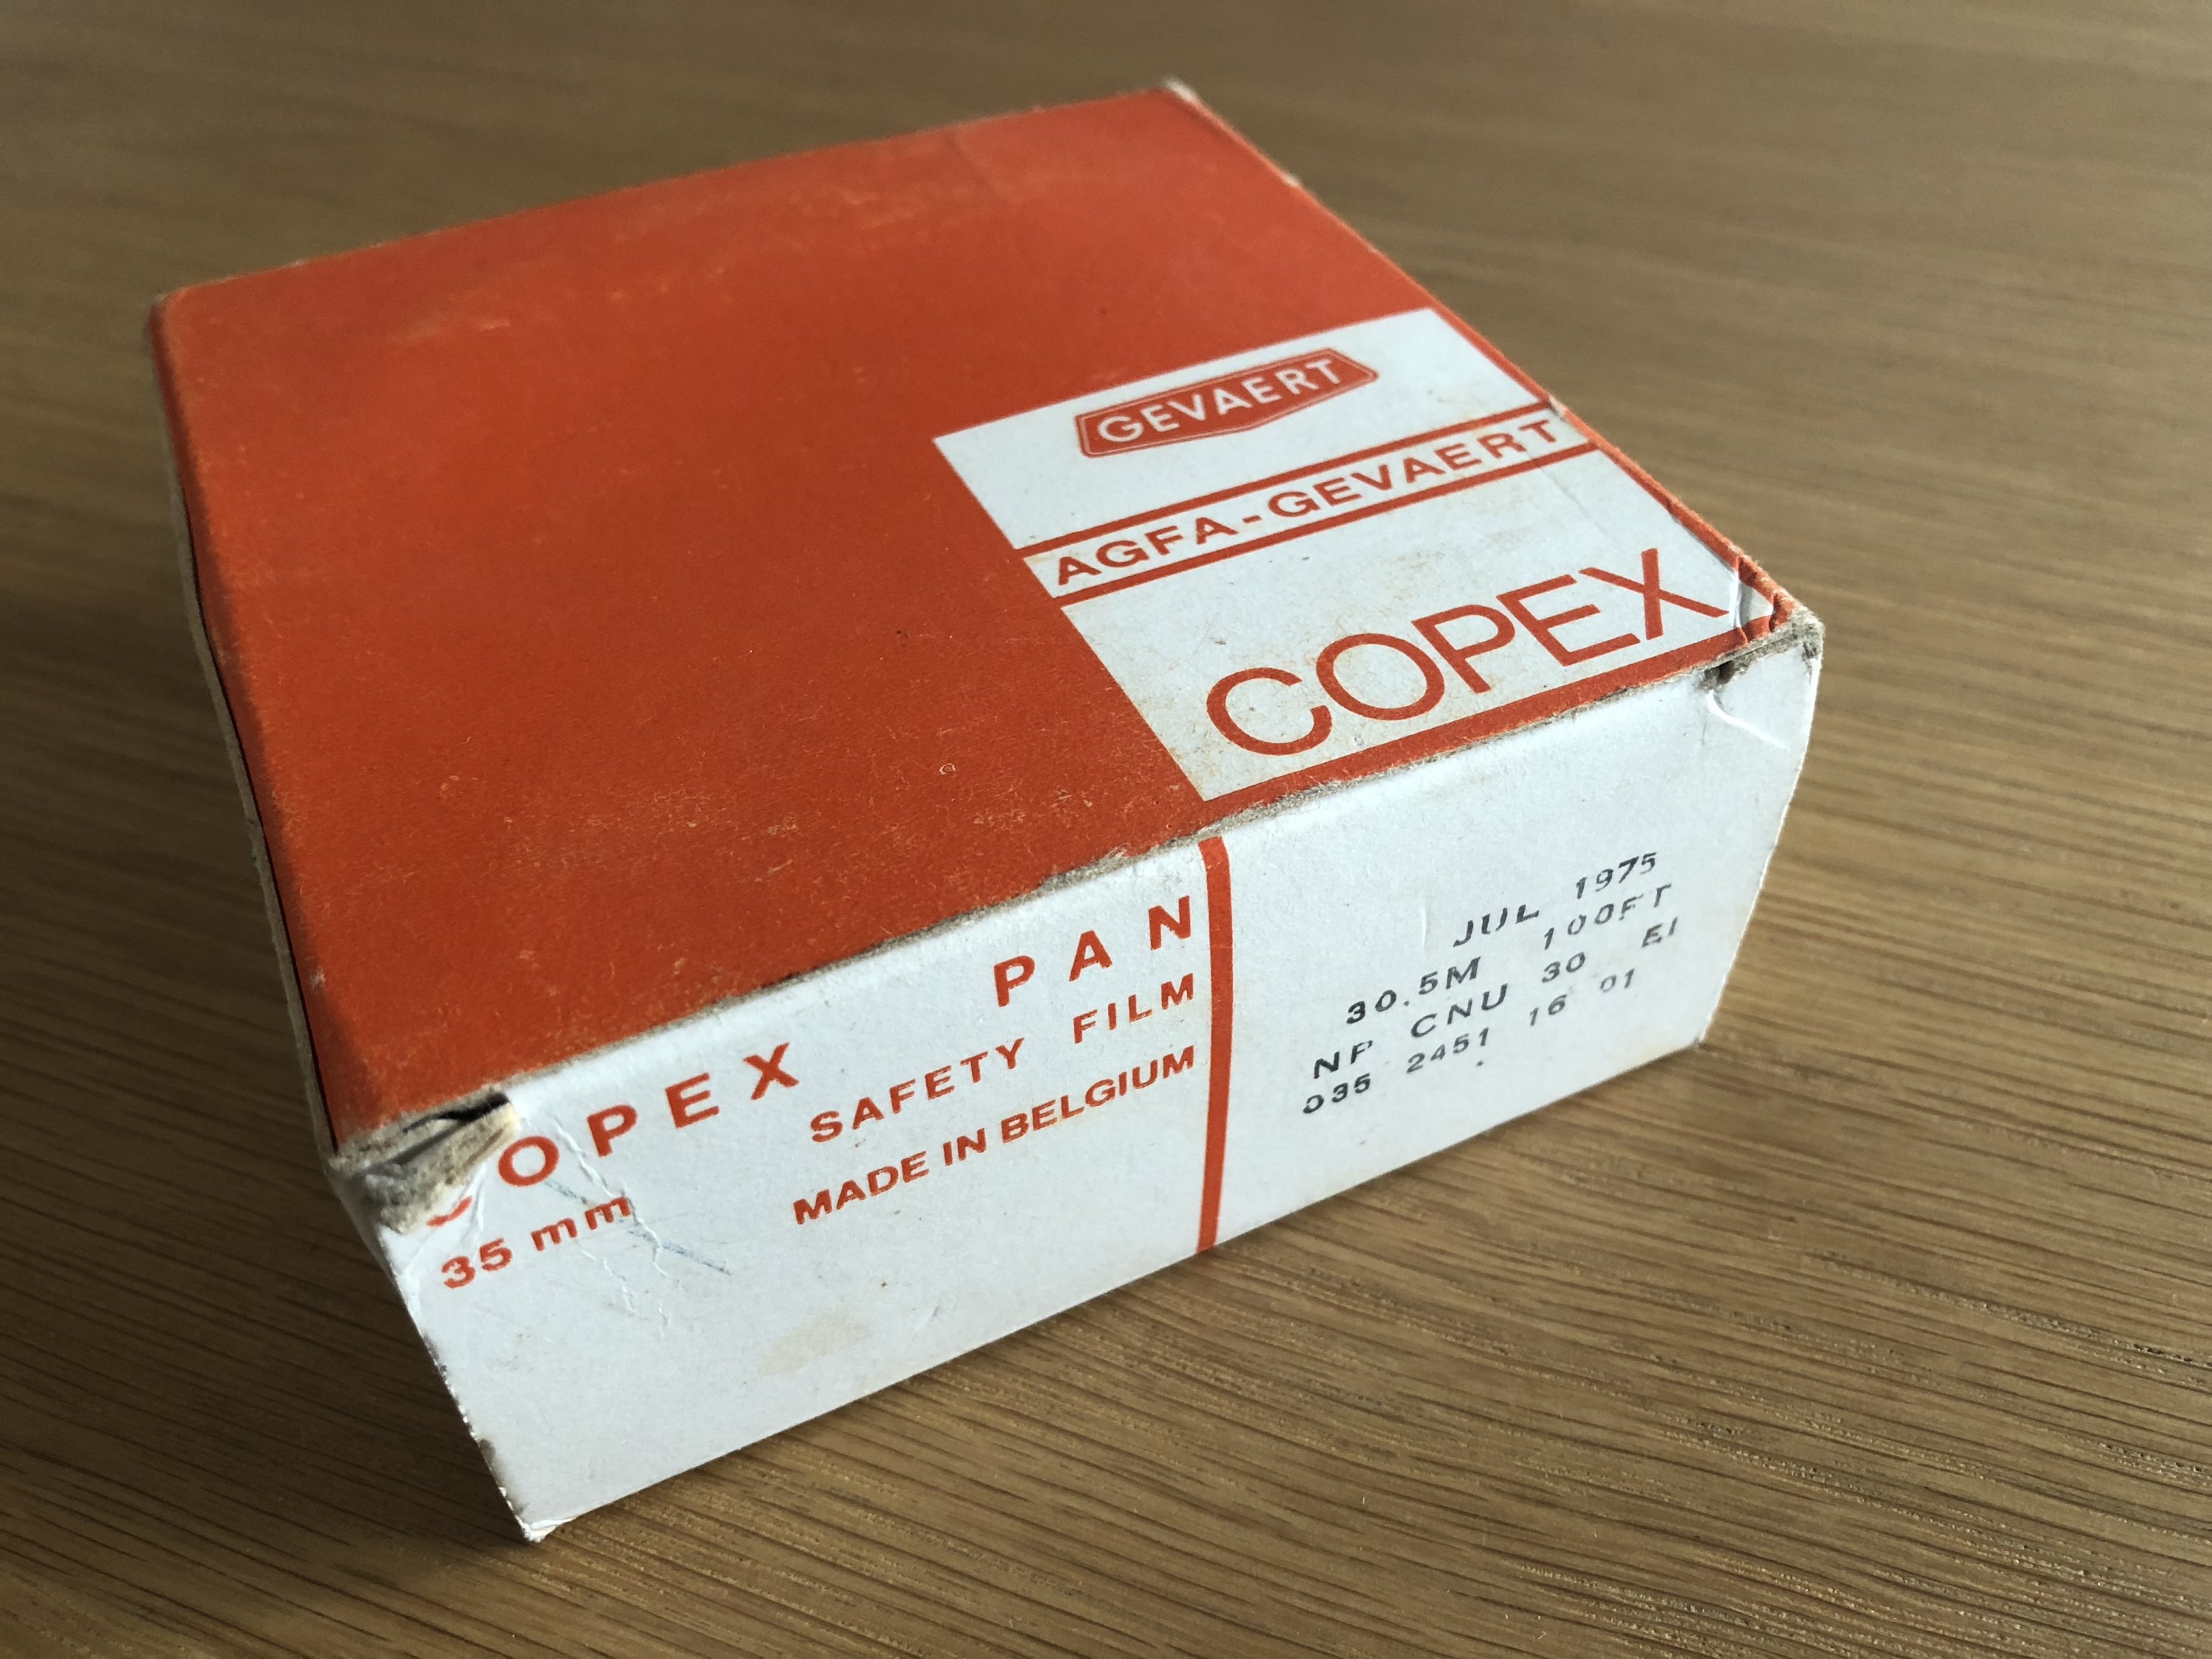 GEVAERT
AGFA-GEVAERT
COPEX
COPEX PAN
35 mm SAFETY FILM
MADE IN BELGIUM
JUL 1975
30.5M 100FT
NP CNU 30 EI
035 2451 16 01